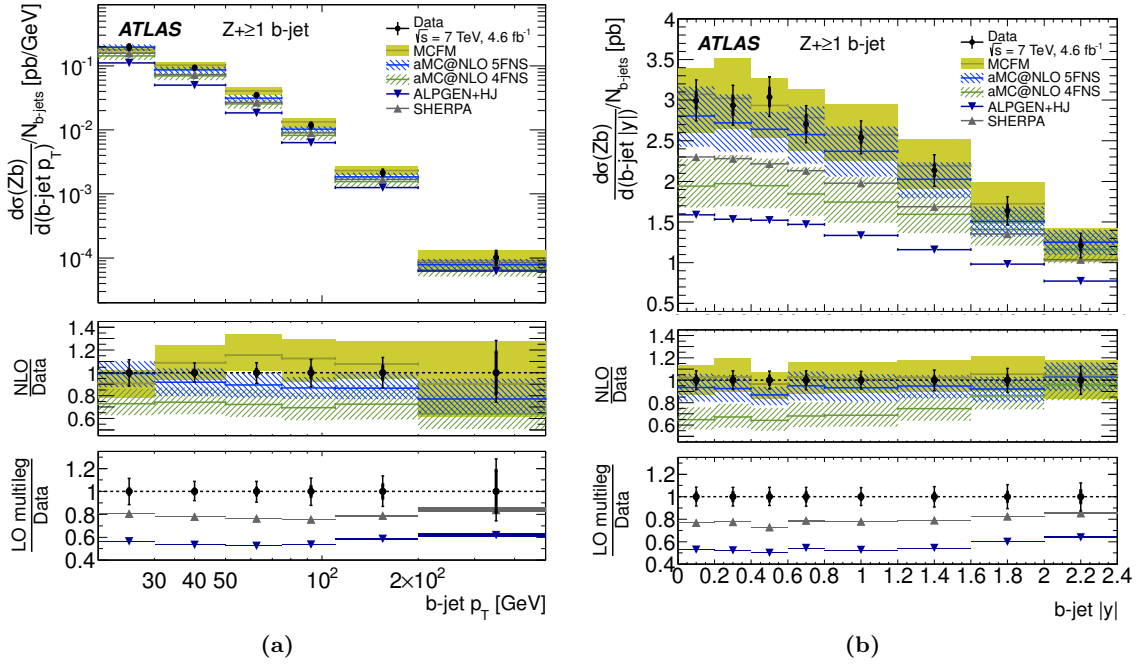 ATLAS Z+≥1 b-jet
Data
√s = 7 TeV, 4.6 fb⁻¹
MCFM
aMC@NLO 5FNS
aMC@NLO 4FNS
ALPGEN+HJ
SHERPA
dσ(Zb)/d(b-jet p_T)/N_b-jets [pb/GeV]
10⁻¹
10⁻²
10⁻³
10⁻⁴
NLO/Data
1.4
1.2
1
0.8
0.6
LO multileg/Data
1.2
1
0.8
0.6
0.4
30 40 50 10² 2×10²
b-jet p_T [GeV]
(a)
ATLAS Z+≥1 b-jet
Data
√s = 7 TeV, 4.6 fb⁻¹
MCFM
aMC@NLO 5FNS
aMC@NLO 4FNS
ALPGEN+HJ
SHERPA
dσ(Zb)/d(b-jet |y|)/N_b-jets [pb]
4
3.5
3
2.5
2
1.5
1
0.5
NLO/Data
1.4
1.2
1
0.8
0.6
LO multileg/Data
1.2
1
0.8
0.6
0.4
0 0.2 0.4 0.6 0.8 1 1.2 1.4 1.6 1.8 2 2.2 2.4
b-jet |y|
(b)